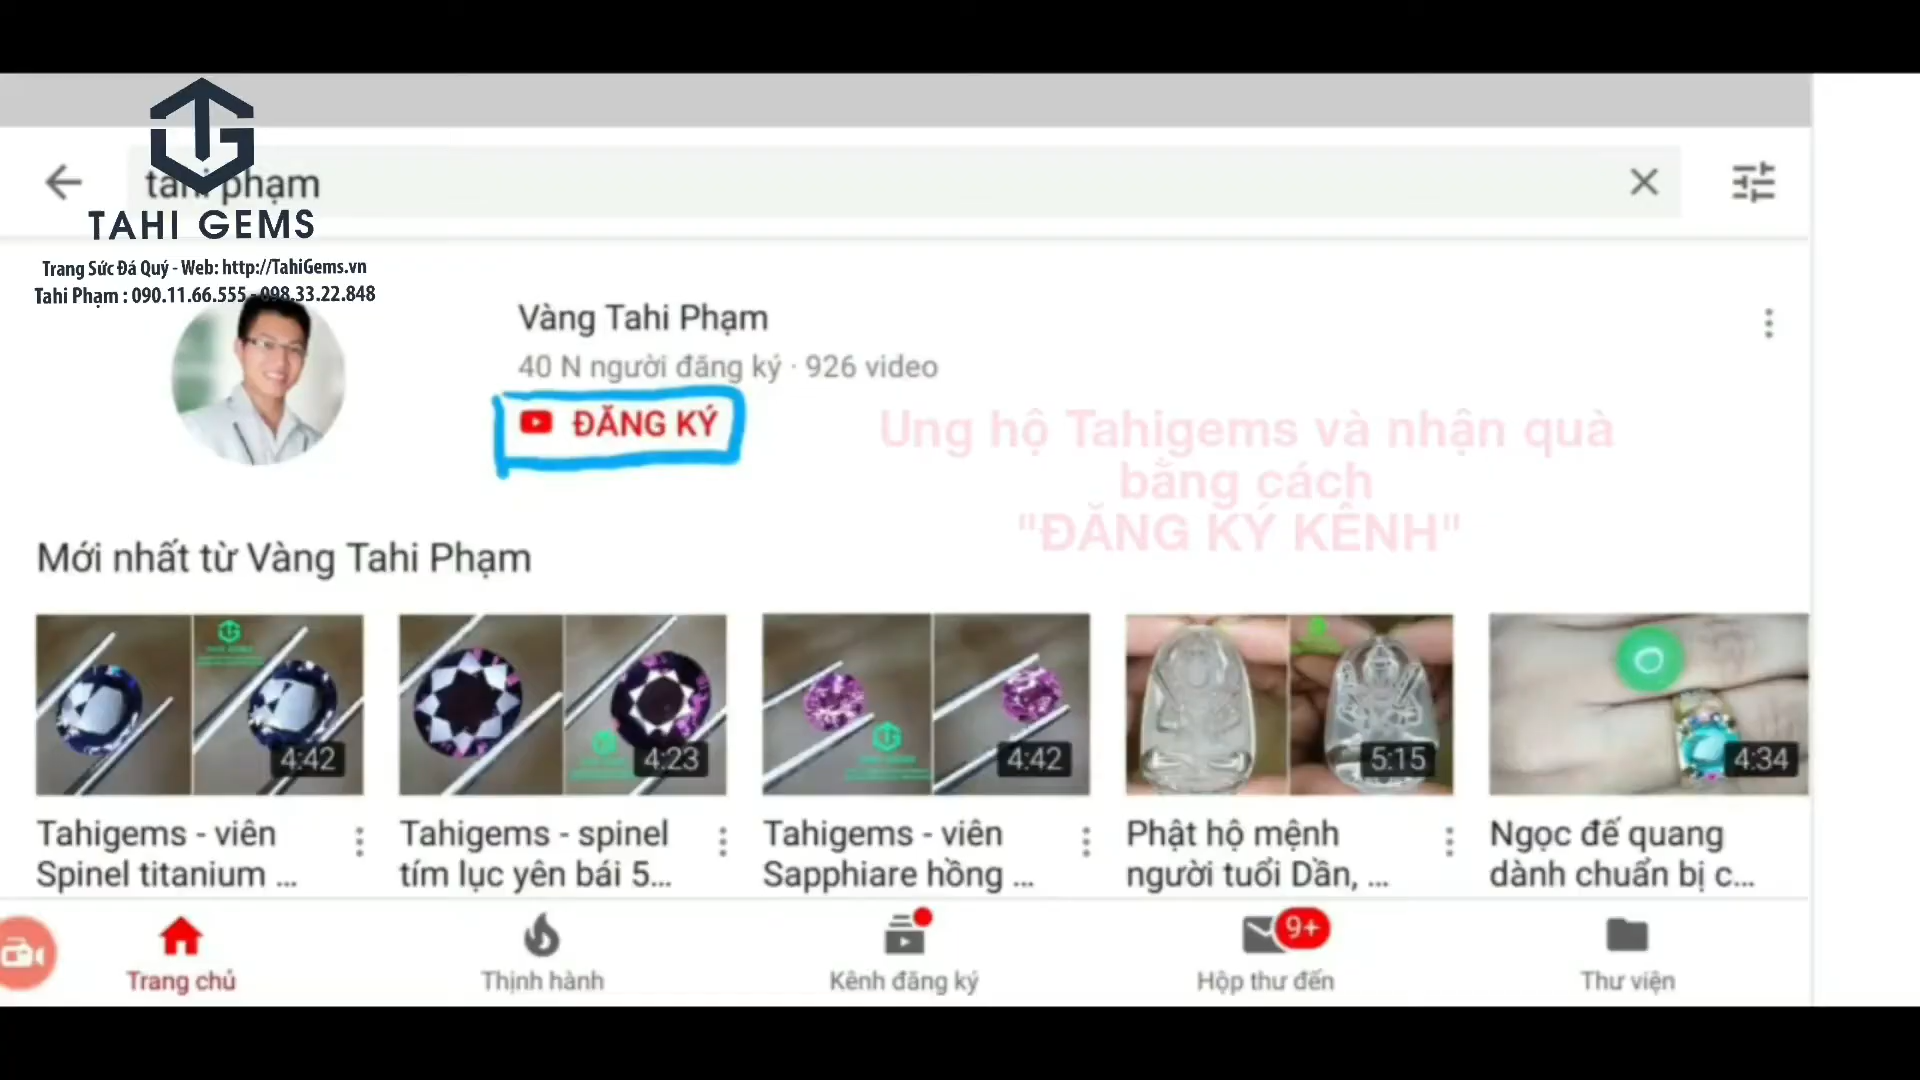 tahi phạm
TAHI GEMS
Trang Sức Đá Quý - Web: http://TahiGems.vn
Tahi Phạm : 090.11.66.555 - 098.33.22.848
Vàng Tahi Phạm
40 N người đăng ký · 926 video
ĐĂNG KÝ
Ung hộ Tahigems và nhận quà
bằng cách
"ĐĂNG KÝ KÊNH"
Mới nhất từ Vàng Tahi Phạm
4:42
4:23
4:42
5:15
4:34
Tahigems - viên
Spinel titanium ...
Tahigems - spinel
tím lục yên bái 5...
Tahigems - viên
Sapphiare hồng ...
Phật hộ mệnh
người tuổi Dần, ...
Ngọc đế quang
dành chuẩn bị c...
9+
Trang chủ
Thịnh hành
Kênh đăng ký
Hộp thư đến
Thư viện